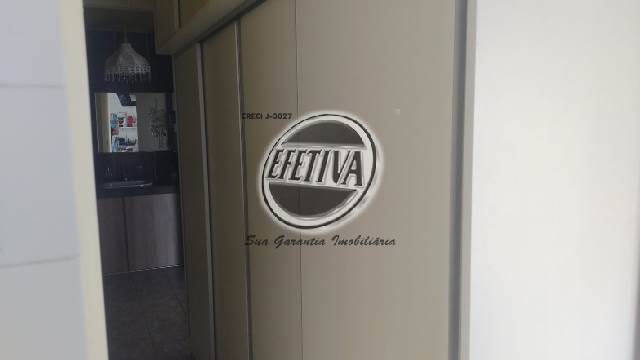 CRECI J-3027
EFETIVA
Sua Garantia Imobiliária